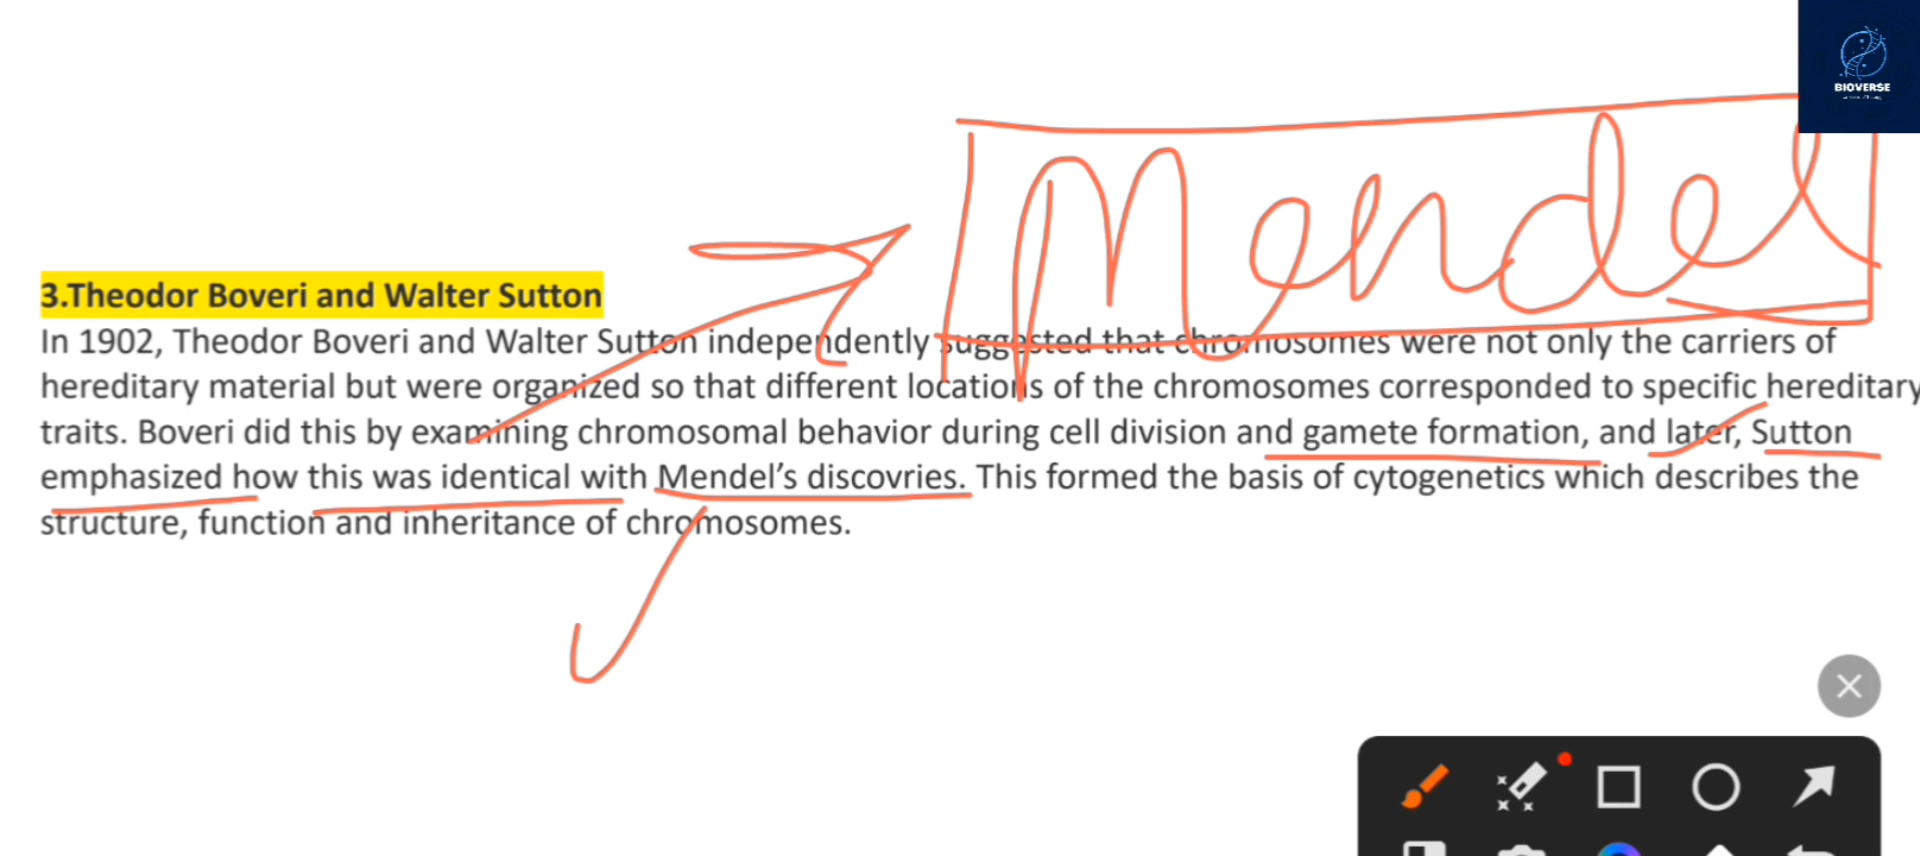 BIOVERSE
Mendel
3.Theodor Boveri and Walter Sutton
In 1902, Theodor Boveri and Walter Sutton independently suggested that chromosomes were not only the carriers of
hereditary material but were organized so that different locations of the chromosomes corresponded to specific hereditary
traits. Boveri did this by examining chromosomal behavior during cell division and gamete formation, and later, Sutton
emphasized how this was identical with Mendel’s discovries. This formed the basis of cytogenetics which describes the
structure, function and inheritance of chromosomes.